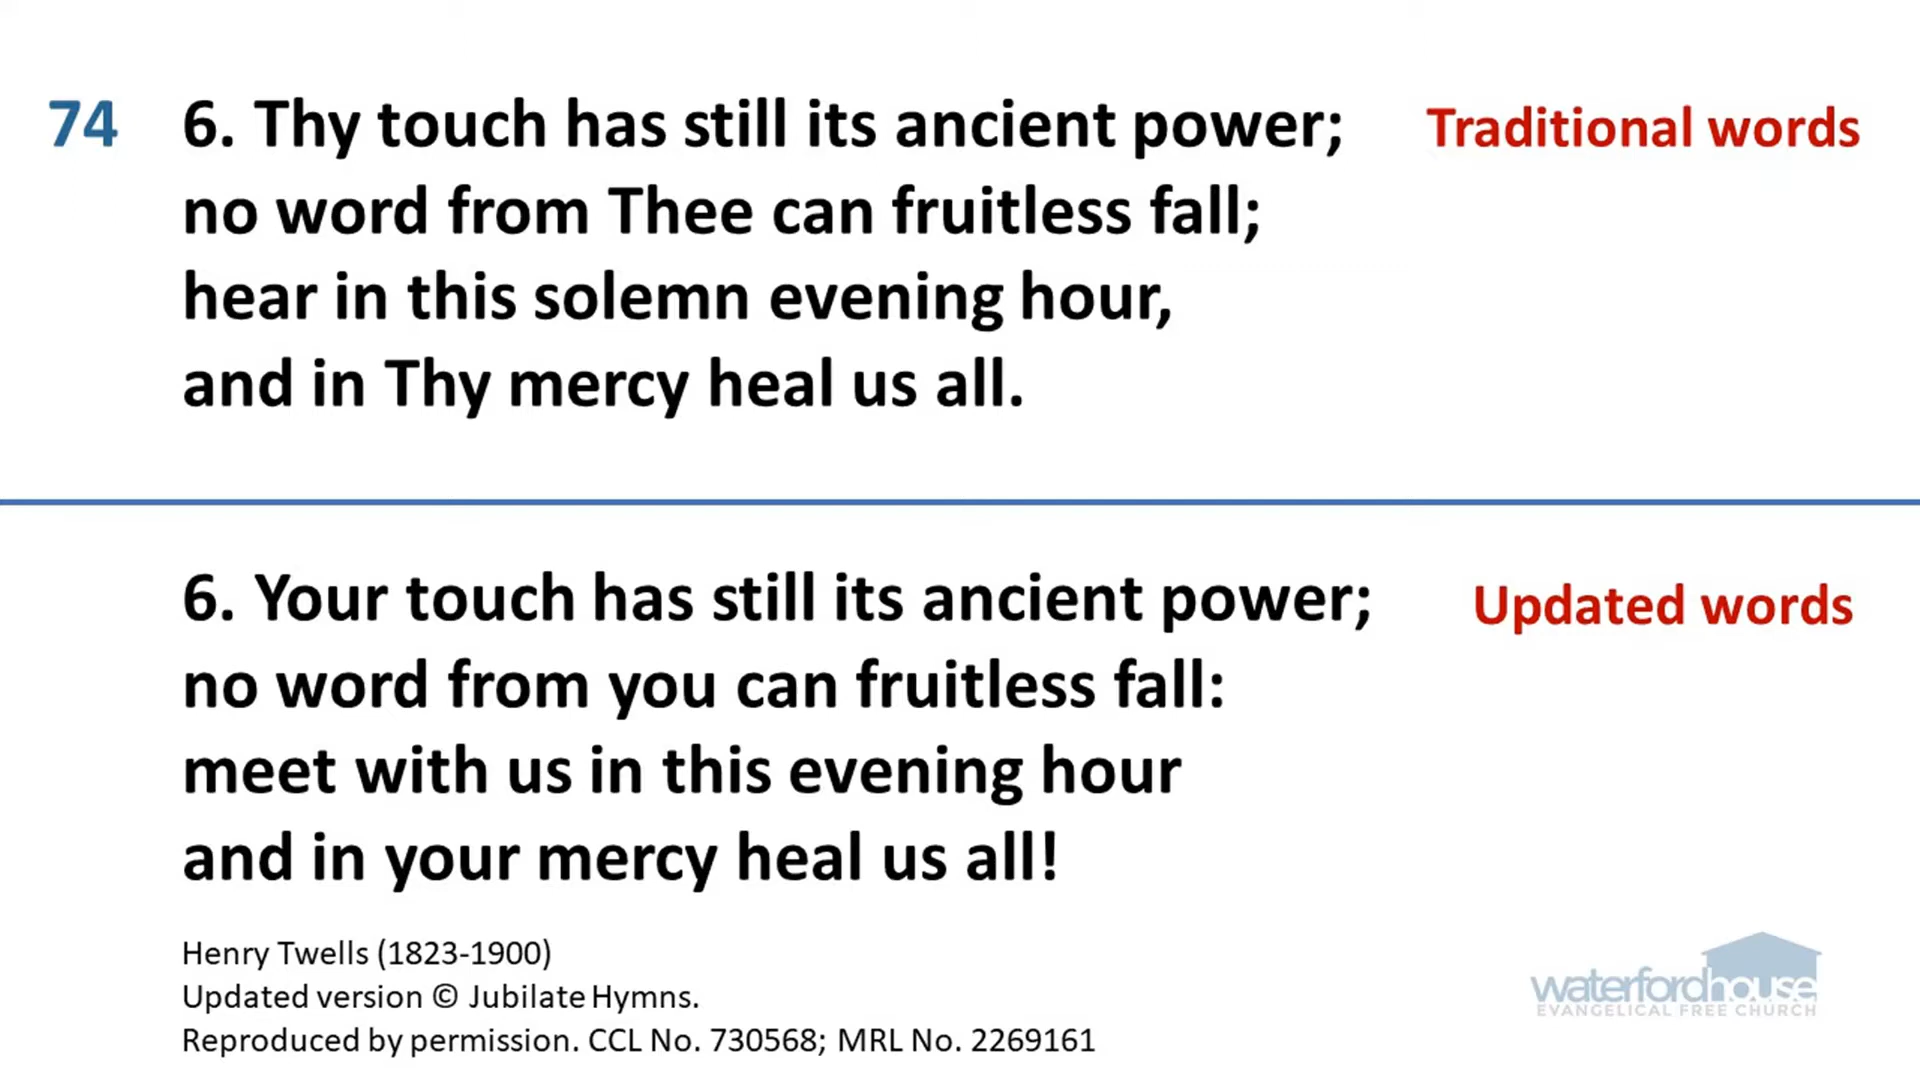 74 6. Thy touch has still its ancient power; Traditional words
no word from Thee can fruitless fall;
hear in this solemn evening hour,
and in Thy mercy heal us all.
6. Your touch has still its ancient power; Updated words
no word from you can fruitless fall:
meet with us in this evening hour
and in your mercy heal us all!
Henry Twells (1823-1900)
Updated version © Jubilate Hymns.
Reproduced by permission. CCL No. 730568; MRL No. 2269161
waterfordhouse
EVANGELICAL FREE CHURCH